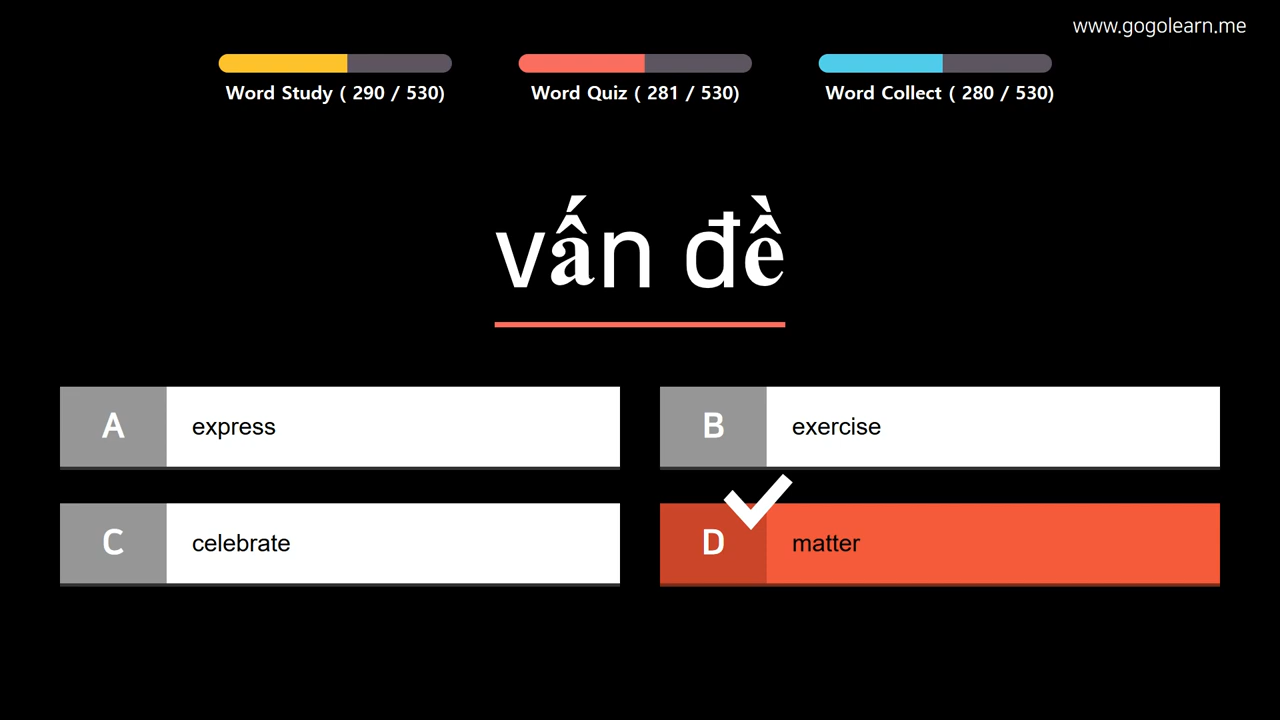 www.gogolearn.me
Word Study ( 290 / 530)
Word Quiz ( 281 / 530)
Word Collect ( 280 / 530)
vấn đề
A express
B exercise
C celebrate
D matter